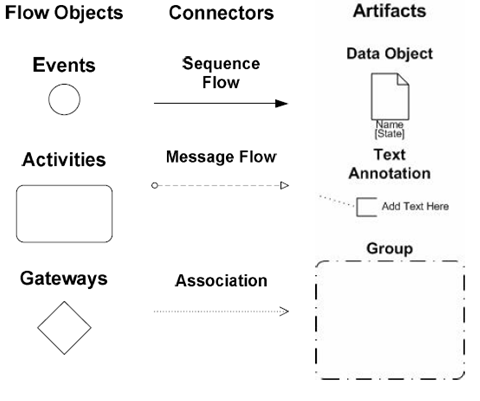 Flow Objects
Events
Activities
Gateways
Connectors
Sequence
Flow
Message Flow
Association
Artifacts
Data Object
Name
[State]
Text
Annotation
Add Text Here
Group